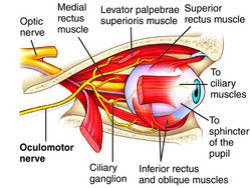 Optic
nerve
Medial
rectus
muscle
Levator palpebrae
superioris muscle
Superior
rectus muscle
To
ciliary
muscles
To
sphincter
of the
pupil
Oculomotor
nerve
Ciliary
ganglion
Inferior rectus
and oblique muscles